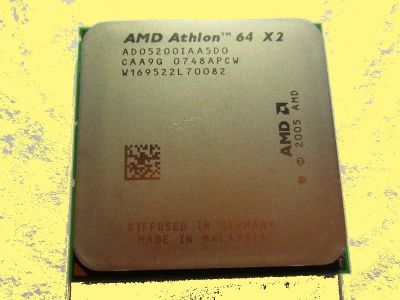 AMD Athlon™ 64 X2
ADO5200IAA5DO
CAA9G 0748APCW
W169522L70082
AMD
© 2005 AMD
DIFFUSED IN GERMANY
MADE IN MALAYSIA